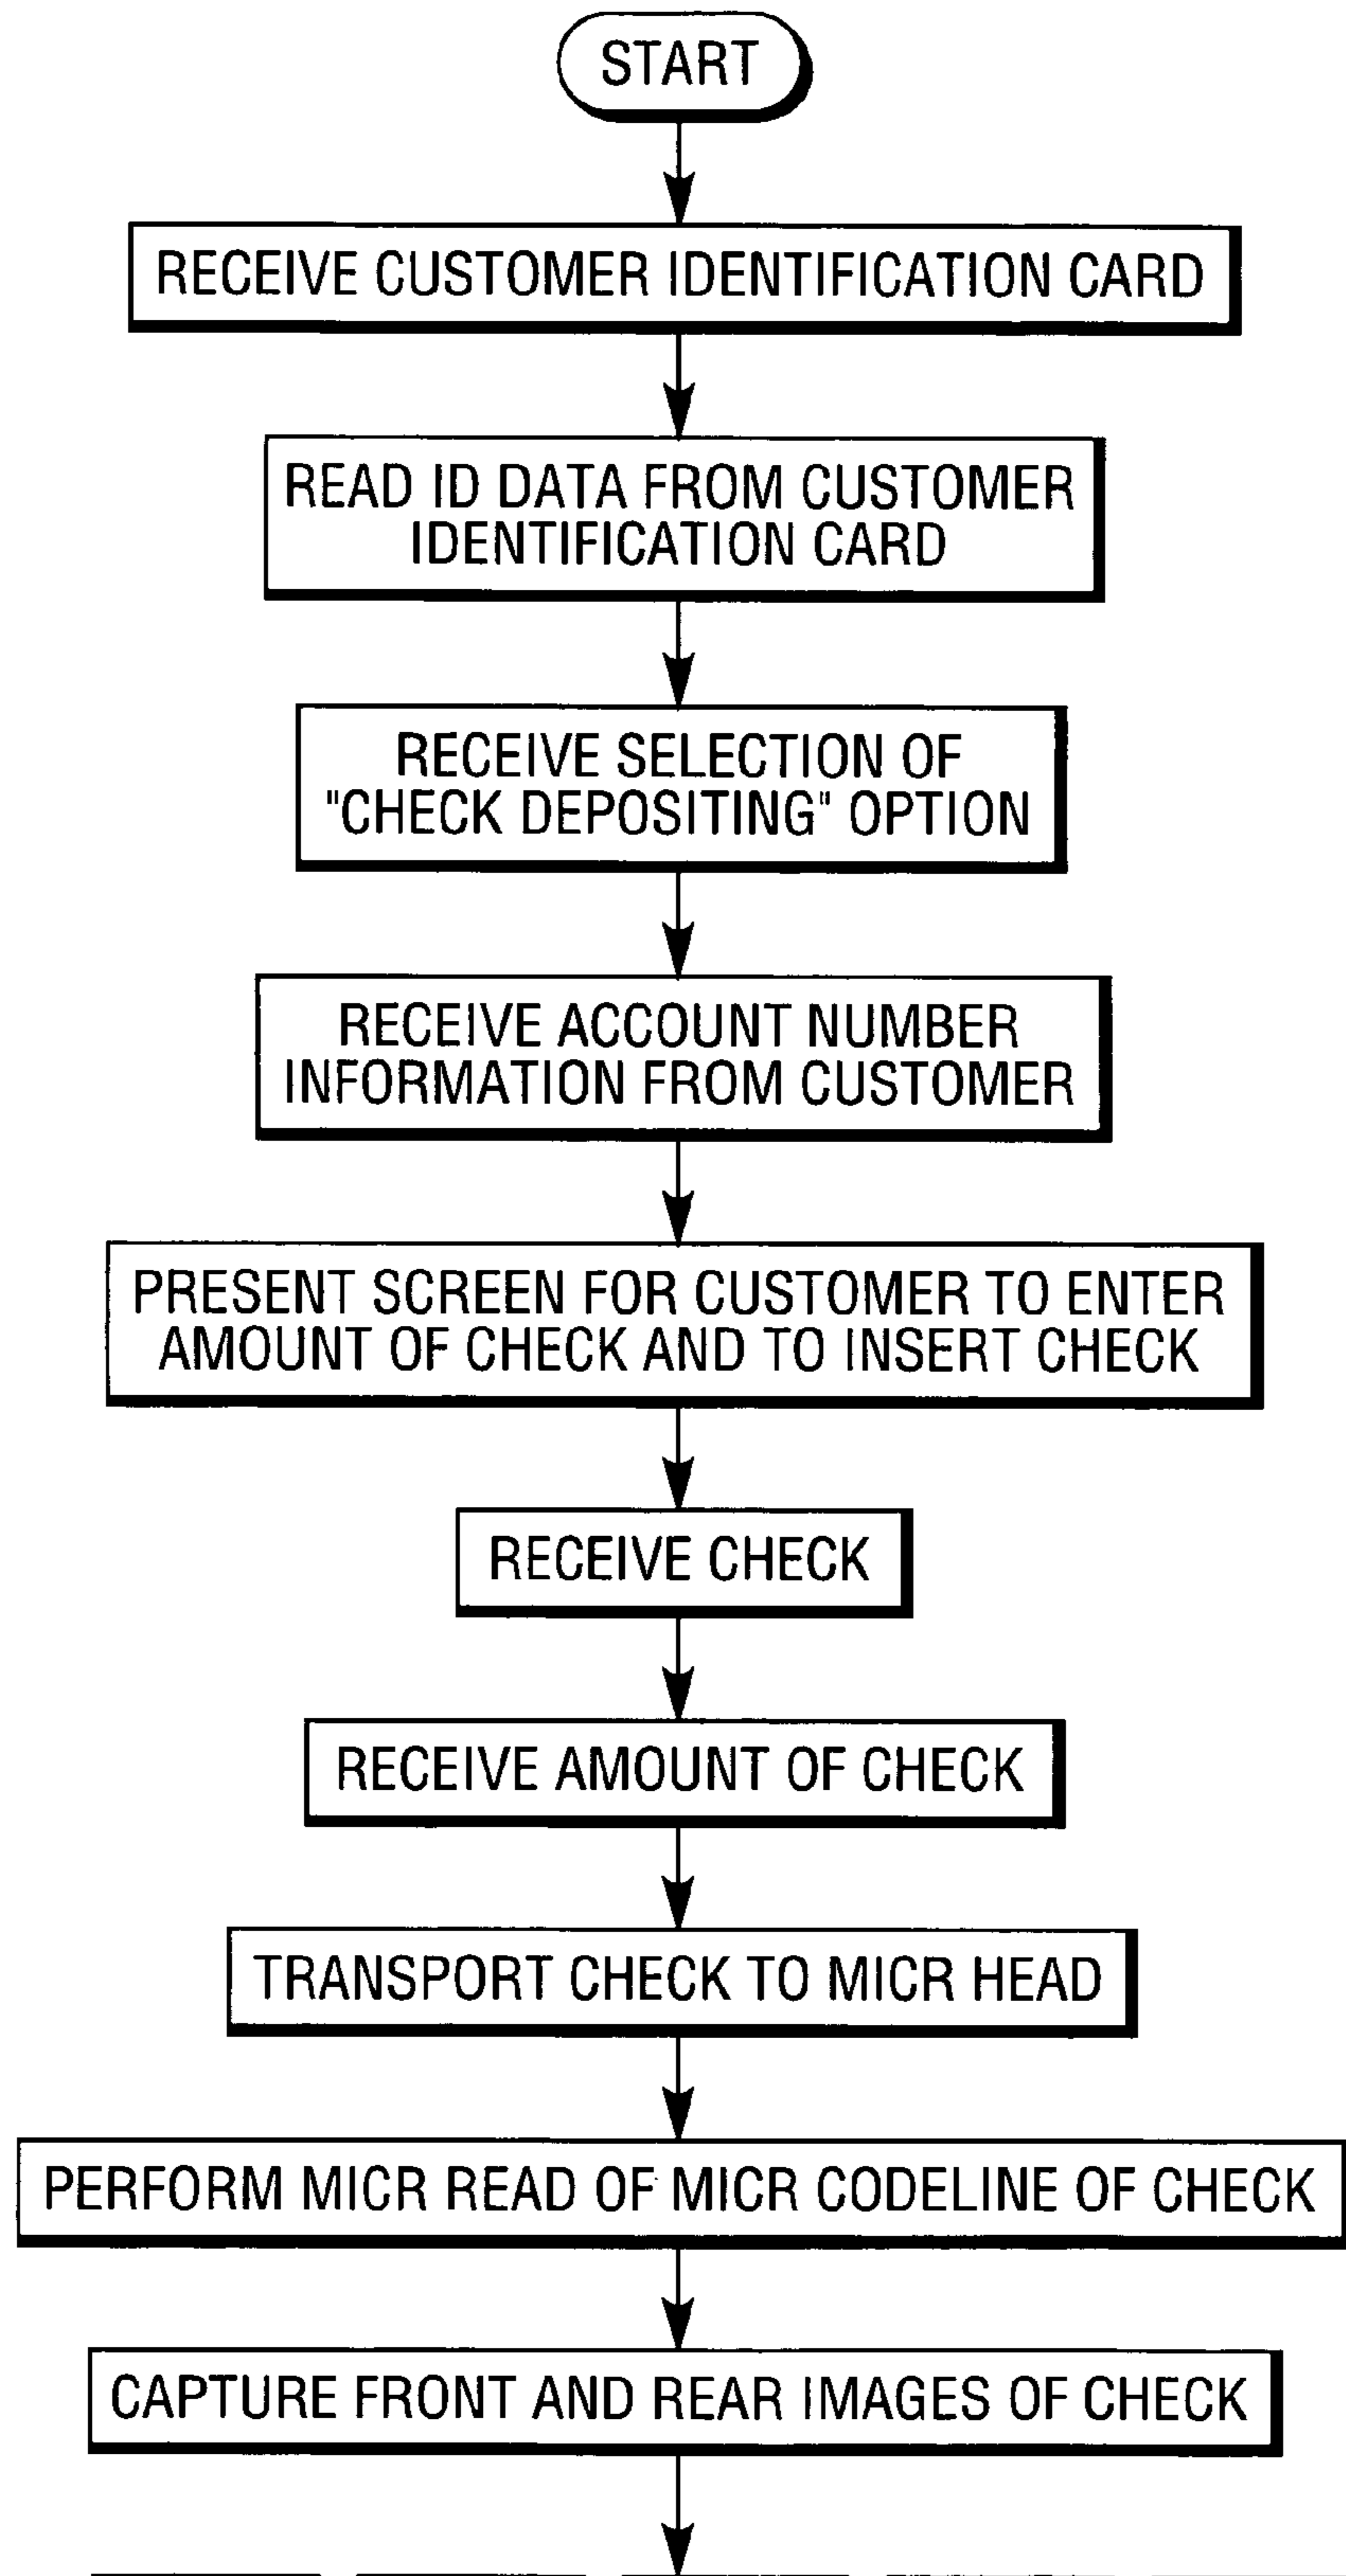 START
RECEIVE CUSTOMER IDENTIFICATION CARD
READ ID DATA FROM CUSTOMER
IDENTIFICATION CARD
RECEIVE SELECTION OF
"CHECK DEPOSITING" OPTION
RECEIVE ACCOUNT NUMBER
INFORMATION FROM CUSTOMER
PRESENT SCREEN FOR CUSTOMER TO ENTER
AMOUNT OF CHECK AND TO INSERT CHECK
RECEIVE CHECK
RECEIVE AMOUNT OF CHECK
TRANSPORT CHECK TO MICR HEAD
PERFORM MICR READ OF MICR CODELINE OF CHECK
CAPTURE FRONT AND REAR IMAGES OF CHECK